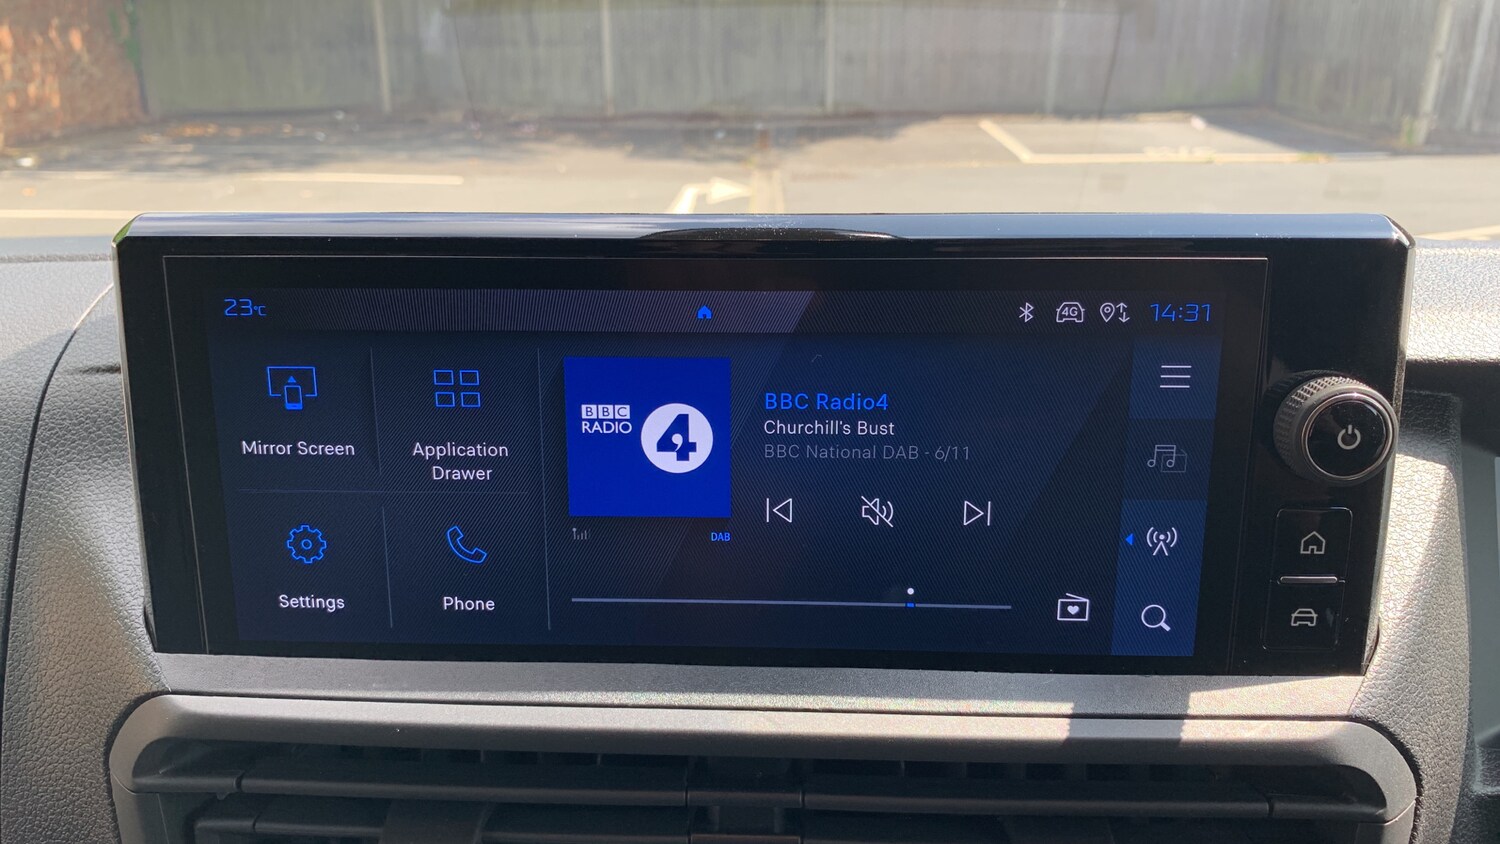 23°C
4G
14:31
Mirror Screen
Application
Drawer
Settings
Phone
BBC
RADIO
4
DAB
BBC Radio4
Churchill's Bust
BBC National DAB - 6/11